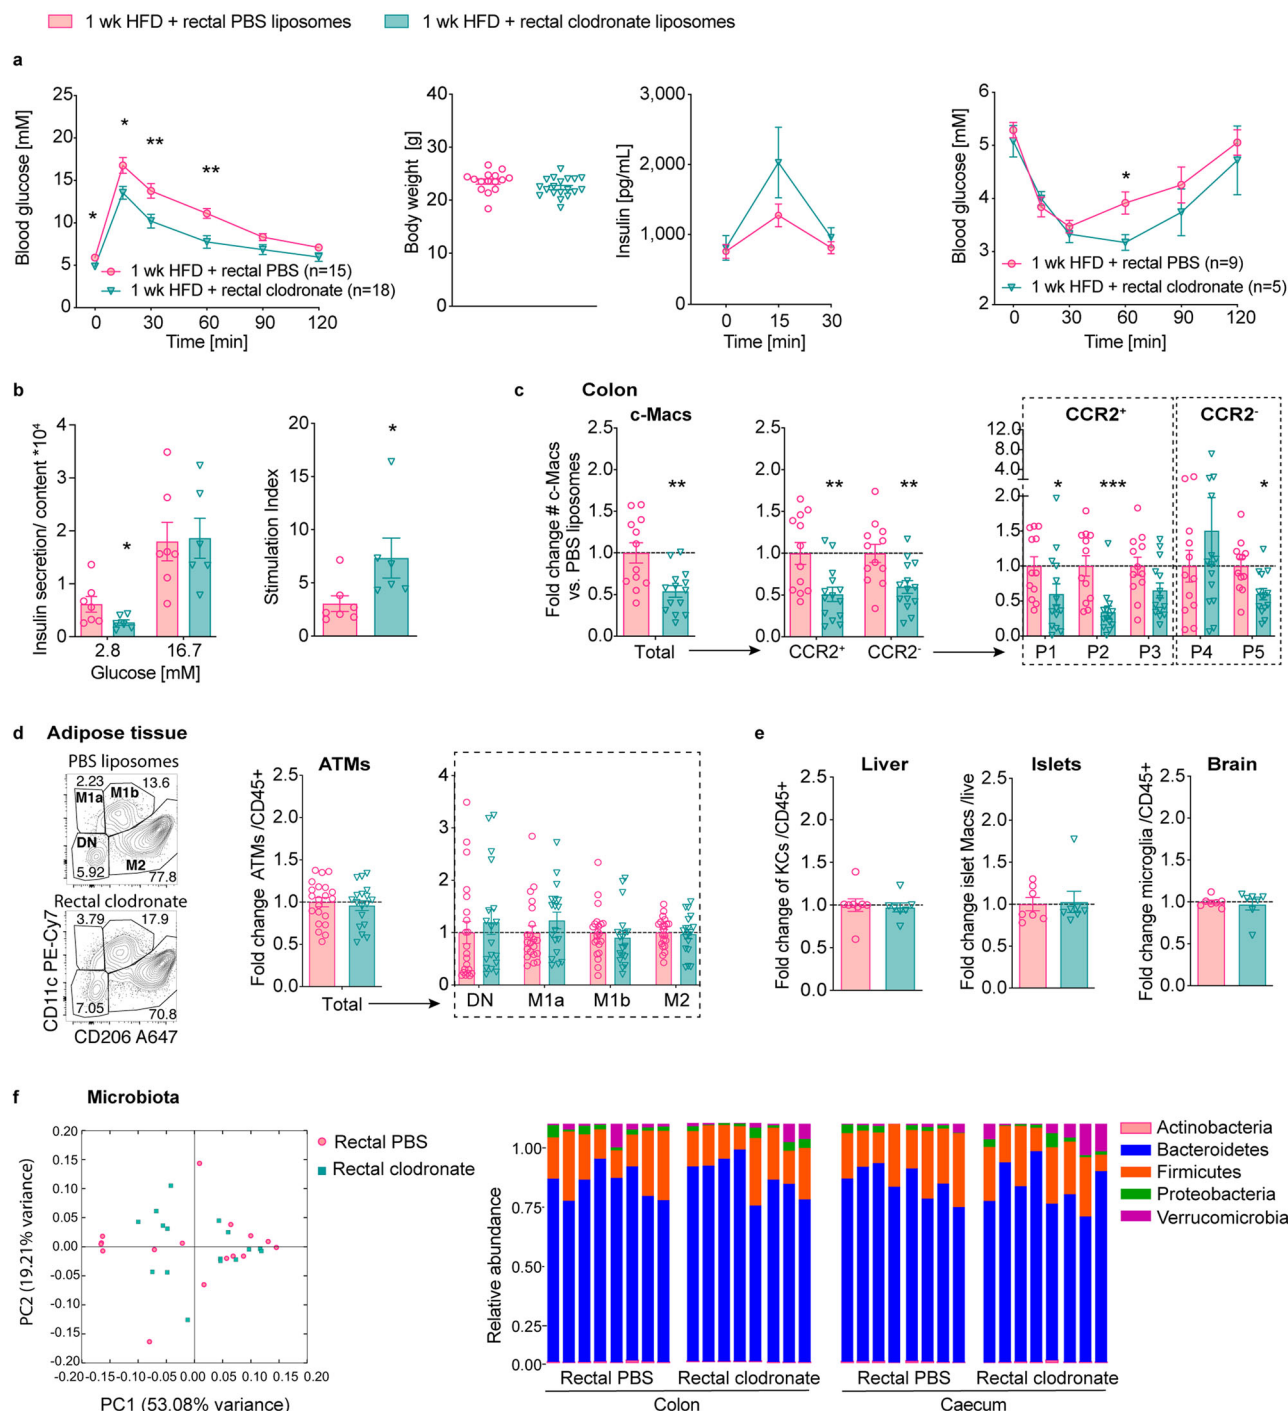 1 wk HFD + rectal PBS liposomes
1 wk HFD + rectal clodronate liposomes
a
Blood glucose [mM]
25
20
15
10
5
0
*
*
**
**
1 wk HFD + rectal PBS (n=15)
1 wk HFD + rectal clodronate (n=18)
0 30 60 90 120
Time [min]
Body weight [g]
40
30
20
10
0
Insulin [pg/mL]
3,000
2,000
1,000
0
0 15 30
Time [min]
Blood glucose [mM]
6
5
4
3
2
*
1 wk HFD + rectal PBS (n=9)
1 wk HFD + rectal clodronate (n=5)
0 30 60 90 120
Time [min]
b
Insulin secretion/ content *10⁴
4
3
2
1
0
*
2.8 16.7
Glucose [mM]
Stimulation Index
20
15
10
5
0
*
c Colon
c-Macs
Fold change # c-Macs
vs. PBS liposomes
2.5
2.0
1.5
1.0
0.5
0.0
**
Total
2.5
2.0
1.5
1.0
0.5
0.0
** **
CCR2⁺ CCR2⁻
CCR2⁺ CCR2⁻
12.0
8.0
4.0
2.0
1.5
1.0
0.5
0.0
* *** *
P1 P2 P3 P4 P5
d Adipose tissue
PBS liposomes
2.23 13.6
M1a M1b
DN
M2
5.92 77.8
Rectal clodronate
3.79 17.9
7.05 70.8
CD11c PE-Cy7
CD206 A647
ATMs
Fold change ATMs /CD45+
2.5
2.0
1.5
1.0
0.5
0.0
Total
4
3
2
1
0
DN M1a M1b M2
e
Liver
Fold change of KCs /CD45+
2.5
2.0
1.5
1.0
0.5
0.0
Islets
Fold change islet Macs /live
2.5
2.0
1.5
1.0
0.5
0.0
Brain
Fold change microglia /CD45+
2.5
2.0
1.5
1.0
0.5
0.0
f Microbiota
PC2 (19.21% variance)
0.20
0.15
0.10
0.05
0.00
-0.05
-0.10
-0.15
-0.20
-0.20 -0.15 -0.10 -0.05 0.00 0.05 0.10 0.15 0.20
PC1 (53.08% variance)
Rectal PBS
Rectal clodronate
Relative abundance
1.00
0.75
0.50
0.25
0.00
Rectal PBS Rectal clodronate Rectal PBS Rectal clodronate
Colon Caecum
Actinobacteria
Bacteroidetes
Firmicutes
Proteobacteria
Verrucomicrobia